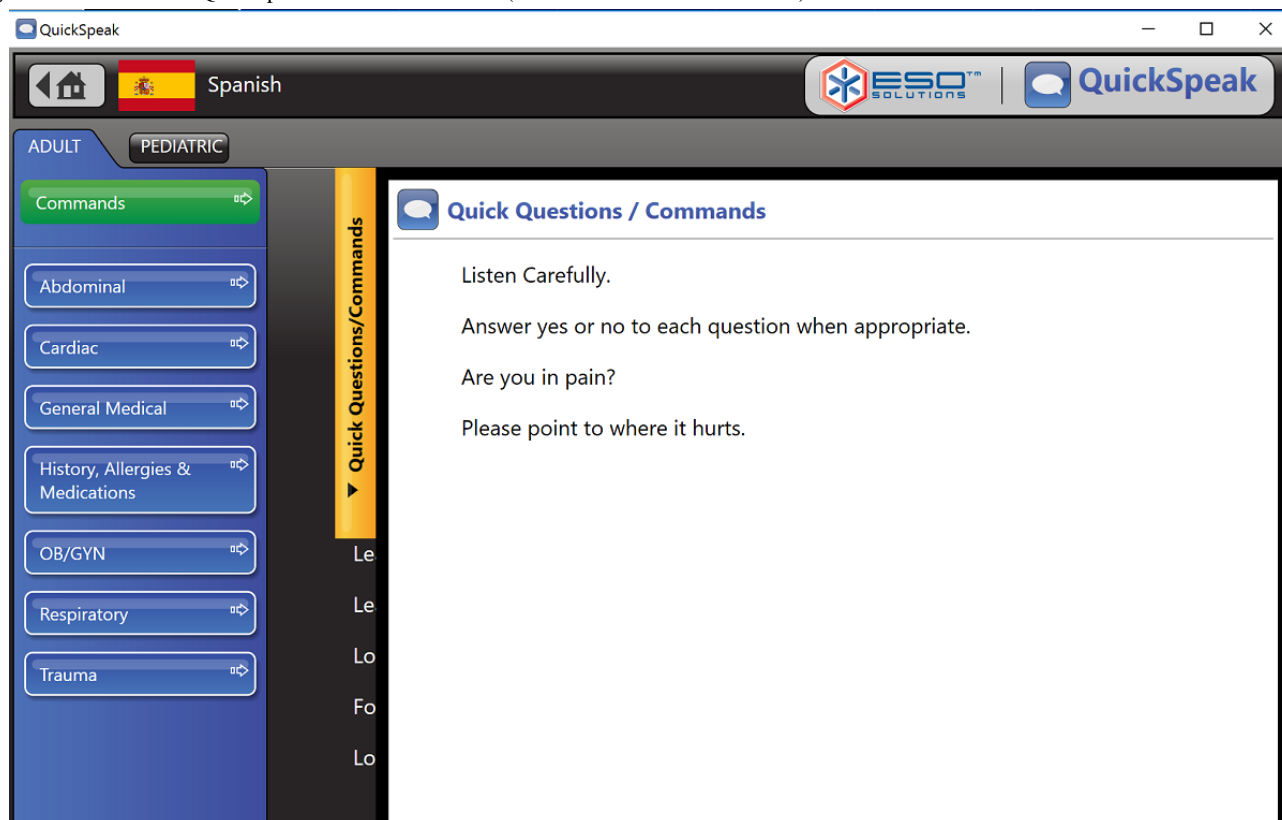 QuickSpeak
Spanish
ESO™
SOLUTIONS
QuickSpeak
ADULT
PEDIATRIC
Commands
Abdominal
Cardiac
General Medical
History, Allergies &
Medications
OB/GYN
Respiratory
Trauma
Quick Questions/Commands
Le
Le
Lo
Fo
Lo
Quick Questions / Commands
Listen Carefully.
Answer yes or no to each question when appropriate.
Are you in pain?
Please point to where it hurts.